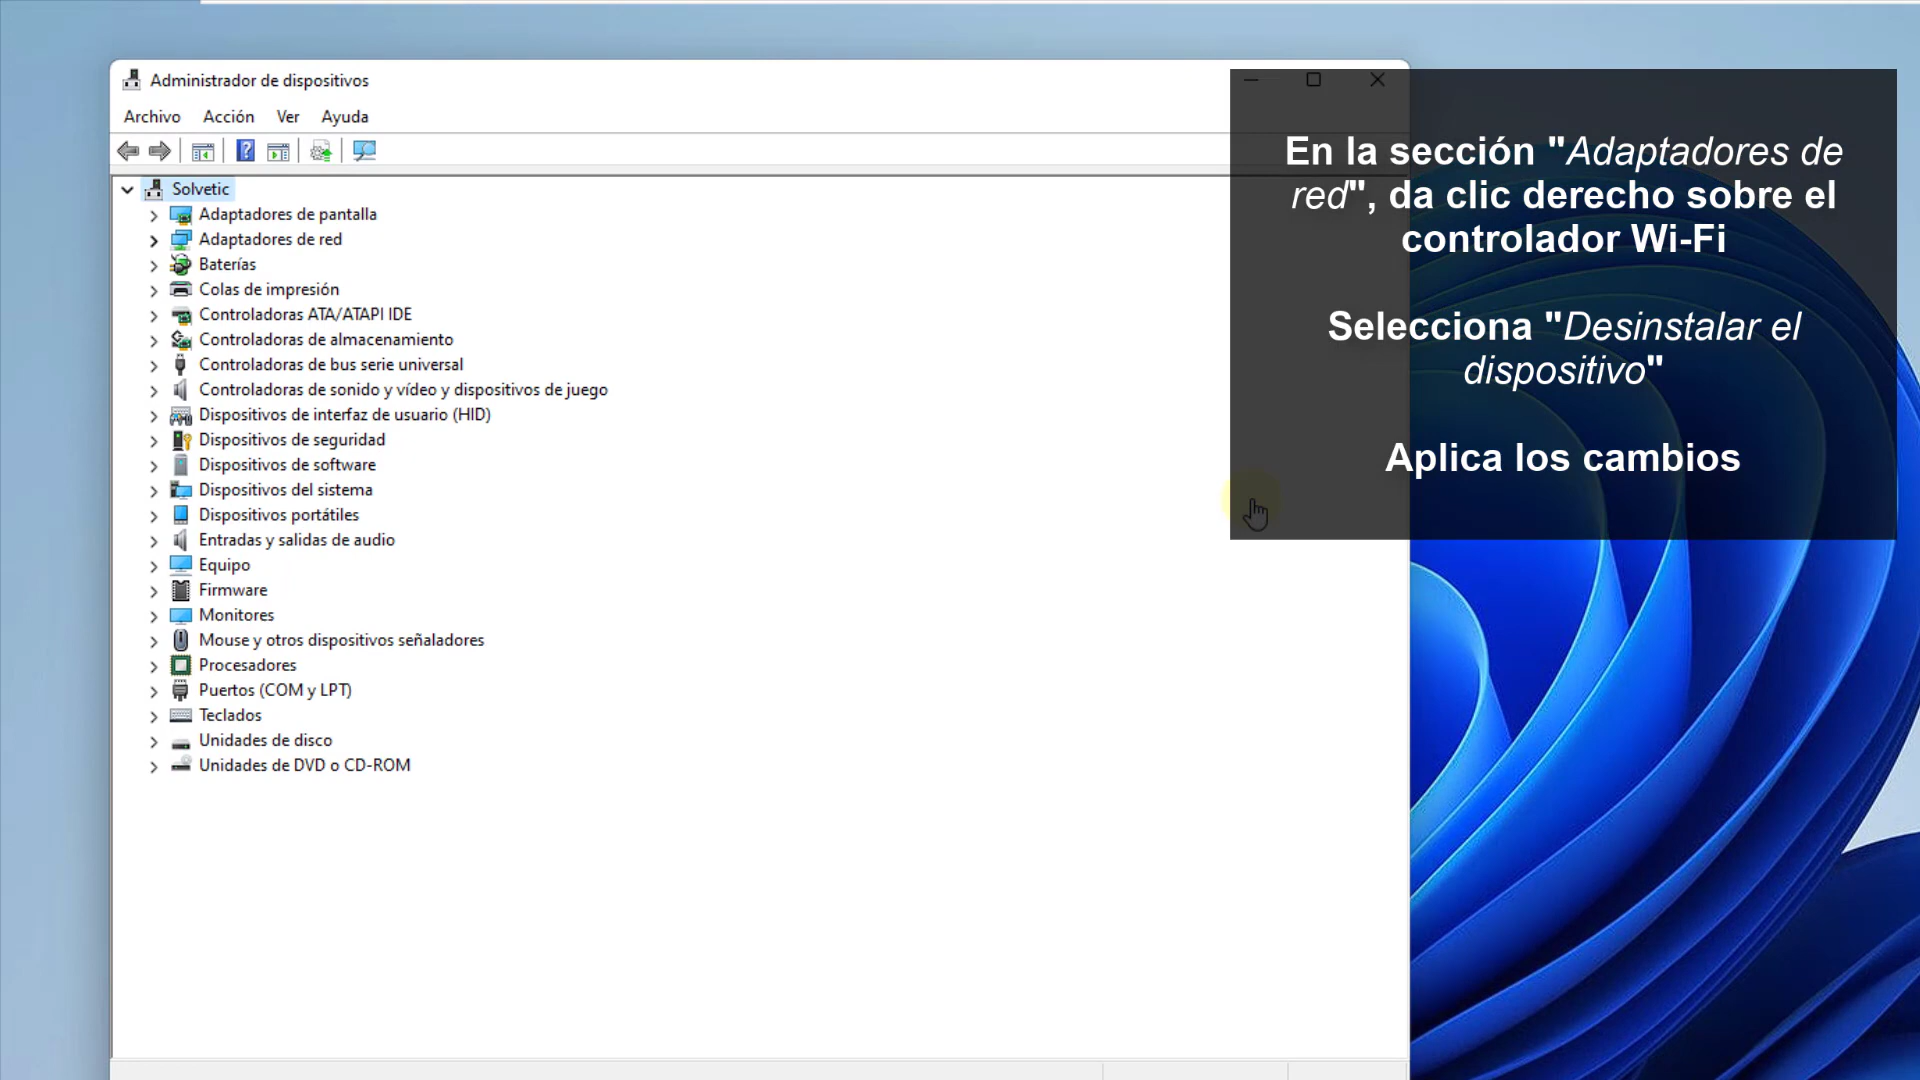 Administrador de dispositivos
Archivo Acción Ver Ayuda
Solvetic
Adaptadores de pantalla
Adaptadores de red
Baterías
Colas de impresión
Controladoras ATA/ATAPI IDE
Controladoras de almacenamiento
Controladoras de bus serie universal
Controladoras de sonido y vídeo y dispositivos de juego
Dispositivos de interfaz de usuario (HID)
Dispositivos de seguridad
Dispositivos de software
Dispositivos del sistema
Dispositivos portátiles
Entradas y salidas de audio
Equipo
Firmware
Monitores
Mouse y otros dispositivos señaladores
Procesadores
Puertos (COM y LPT)
Teclados
Unidades de disco
Unidades de DVD o CD-ROM
En la sección "Adaptadores de
red", da clic derecho sobre el
controlador Wi-Fi
Selecciona "Desinstalar el
dispositivo"
Aplica los cambios